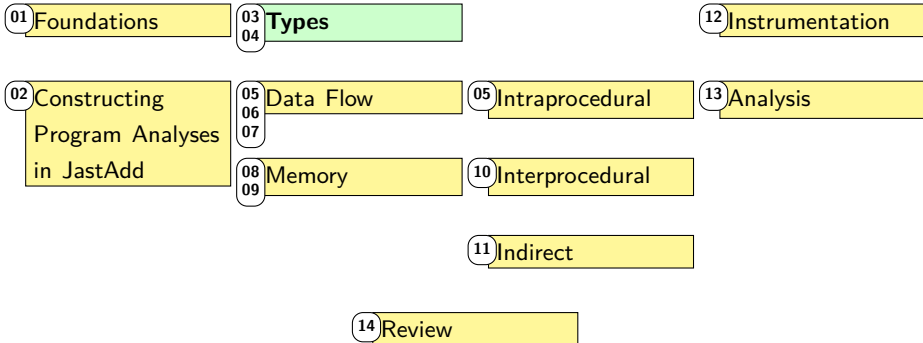 01 Foundations
03 Types
04
12 Instrumentation
02 Constructing
Program Analyses
in JastAdd
05 Data Flow
06
07
05 Intraprocedural
13 Analysis
08 Memory
09
10 Interprocedural
11 Indirect
14 Review